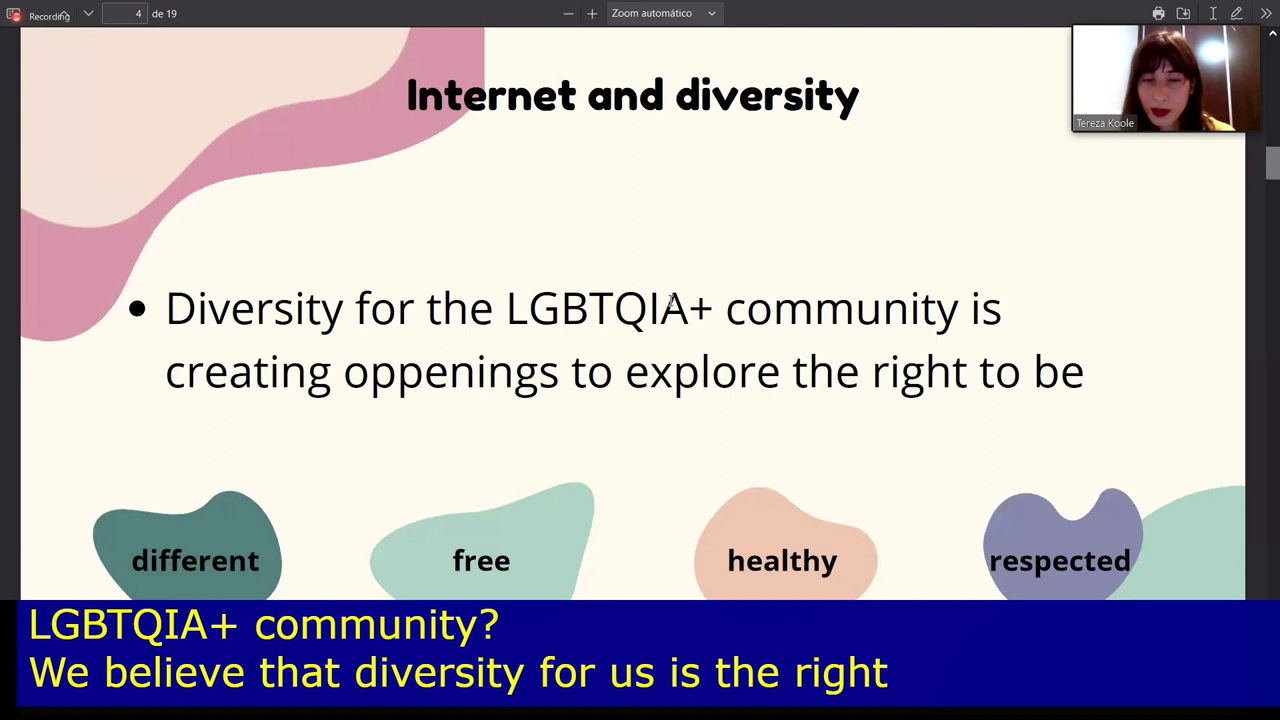 Recording
4 de 19
Zoom automático
Internet and diversity
Tereza Koole
• Diversity for the LGBTQIA+ community is
creating oppenings to explore the right to be
different free healthy respected
LGBTQIA+ community?
We believe that diversity for us is the right